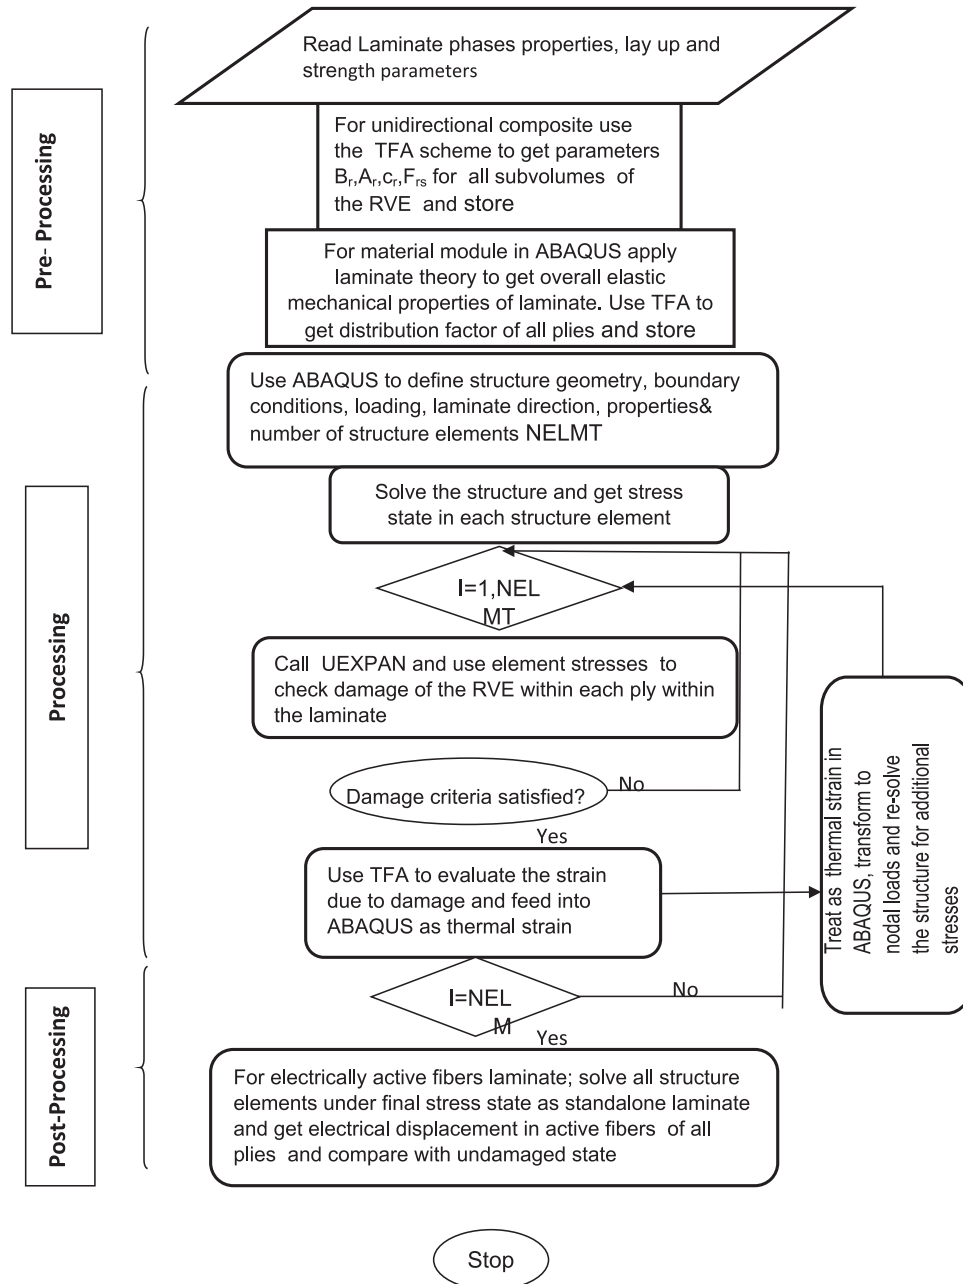 Read Laminate phases properties, lay up and
strength parameters
Pre- Processing
For unidirectional composite use
the TFA scheme to get parameters
Br,Ar,cr,Frs for all subvolumes of
the RVE and store
For material module in ABAQUS apply
laminate theory to get overall elastic
mechanical properties of laminate. Use TFA to
get distribution factor of all plies and store
Use ABAQUS to define structure geometry, boundary
conditions, loading, laminate direction, properties&
number of structure elements NELMT
Processing
Solve the structure and get stress
state in each structure element
I=1,NEL
MT
Call UEXPAN and use element stresses to
check damage of the RVE within each ply within
the laminate
Damage criteria satisfied?
No
Yes
Use TFA to evaluate the strain
due to damage and feed into
ABAQUS as thermal strain
Treat as thermal strain in
ABAQUS, transform to
nodal loads and re-solve
the structure for additional
stresses
Post-Processing
I=NEL
M
No
Yes
For electrically active fibers laminate; solve all structure
elements under final stress state as standalone laminate
and get electrical displacement in active fibers of all
plies and compare with undamaged state
Stop